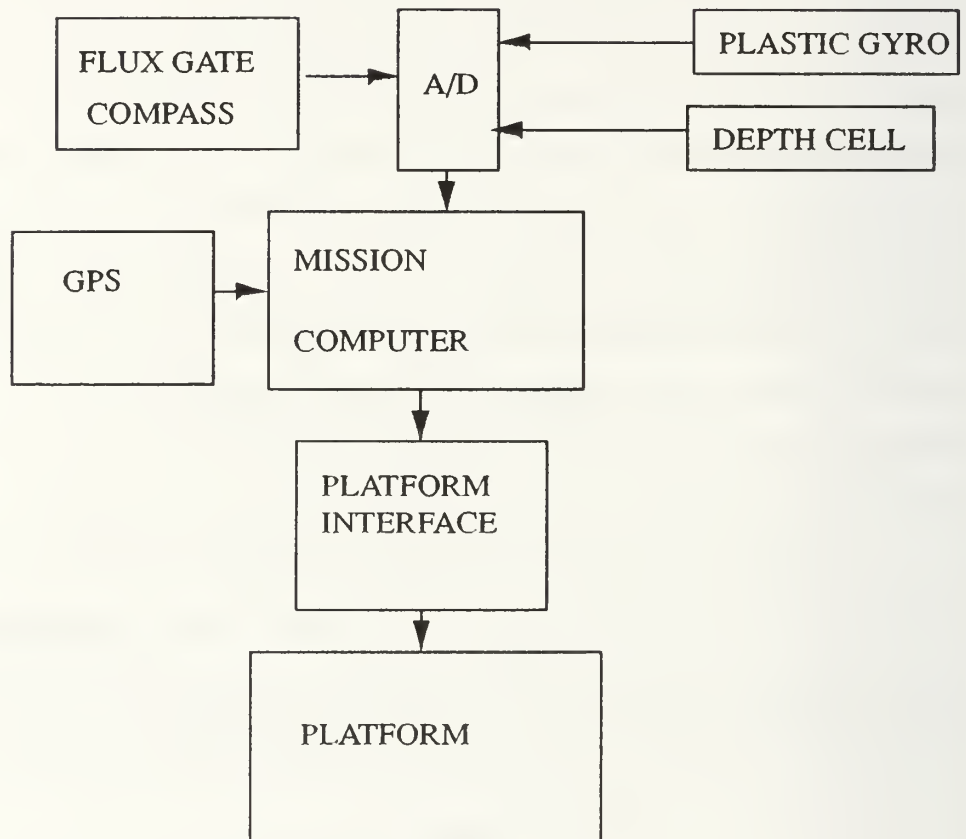 FLUX GATE
COMPASS
A/D
PLASTIC GYRO
DEPTH CELL
GPS
MISSION
COMPUTER
PLATFORM
INTERFACE
PLATFORM